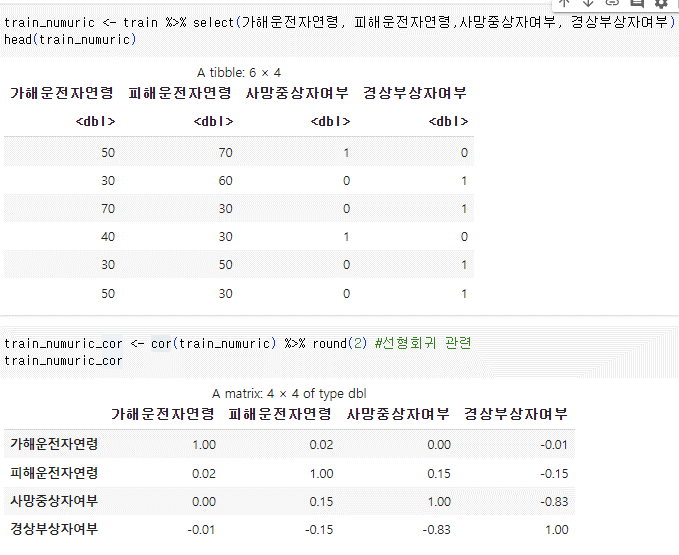 train_numuric <- train %>% select(가해운전자연령, 피해운전자연령,사망중상자여부, 경상부상자여부)
head(train_numuric)
A tibble: 6 × 4
가해운전자연령 피해운전자연령 사망중상자여부 경상부상자여부
<dbl> <dbl> <dbl> <dbl>
50 70 1 0
30 60 0 1
70 30 0 1
40 30 1 0
30 50 0 1
50 30 0 1
train_numuric_cor <- cor(train_numuric) %>% round(2) #선형회귀 관련
train_numuric_cor
A matrix: 4 × 4 of type dbl
가해운전자연령 피해운전자연령 사망중상자여부 경상부상자여부
가해운전자연령 1.00 0.02 0.00 -0.01
피해운전자연령 0.02 1.00 0.15 -0.15
사망중상자여부 0.00 0.15 1.00 -0.83
경상부상자여부 -0.01 -0.15 -0.83 1.00